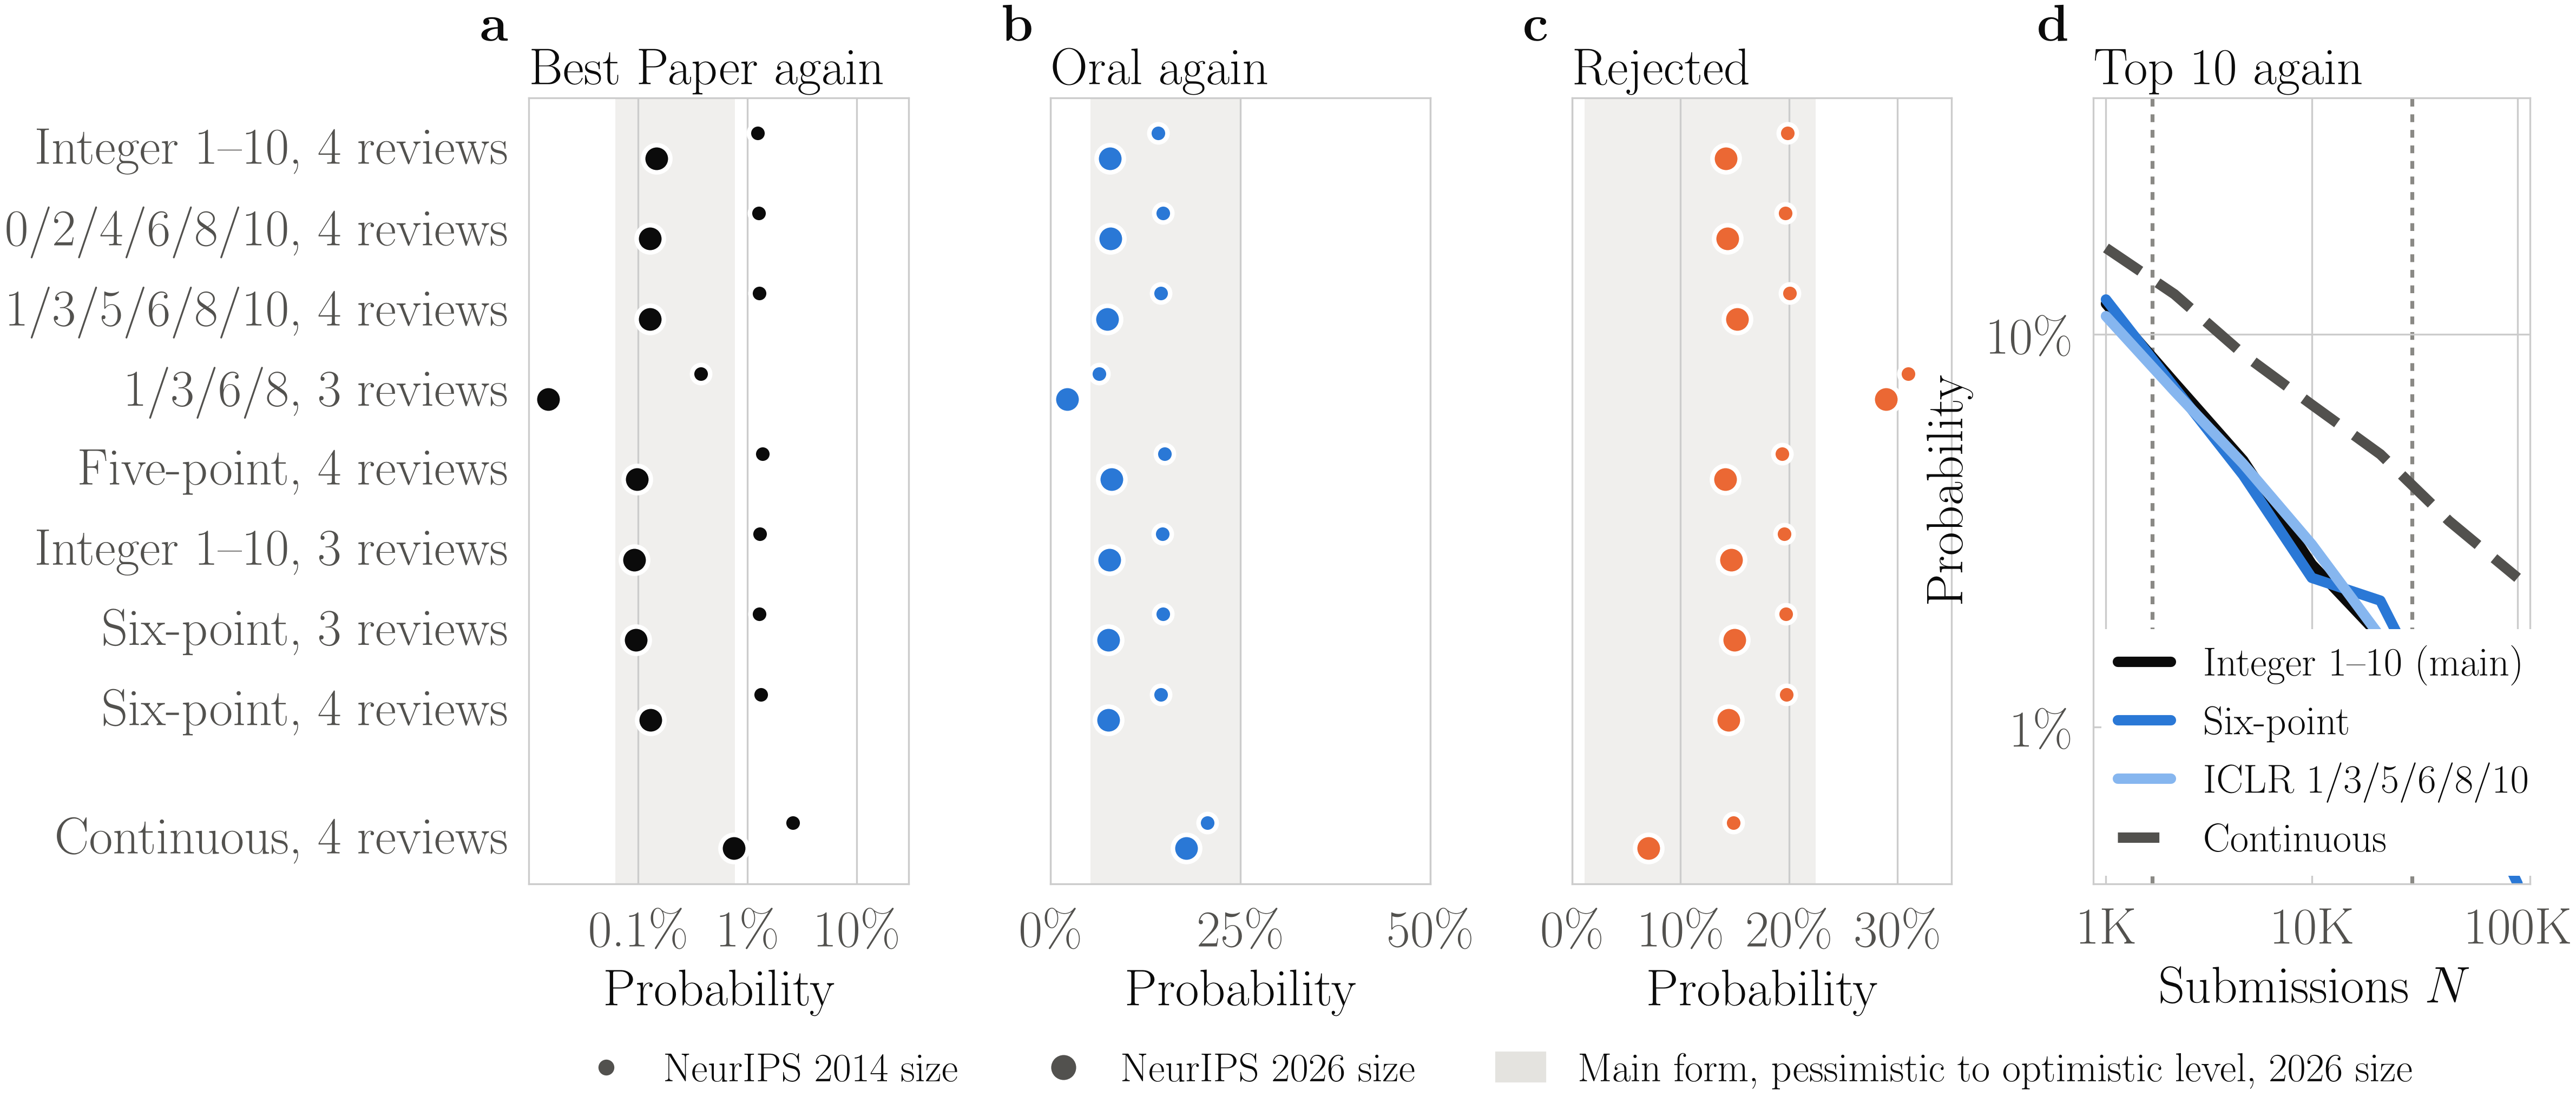 a
Best Paper again
b
Oral again
c
Rejected
d
Top 10 again
Integer 1–10, 4 reviews
0/2/4/6/8/10, 4 reviews
1/3/5/6/8/10, 4 reviews
1/3/6/8, 3 reviews
Five-point, 4 reviews
Integer 1–10, 3 reviews
Six-point, 3 reviews
Six-point, 4 reviews
Continuous, 4 reviews
0.1% 1% 10%
Probability
0% 25% 50%
Probability
0% 10% 20% 30%
Probability
Probability
10%
1%
Integer 1–10 (main)
Six-point
ICLR 1/3/5/6/8/10
Continuous
1K 10K 100K
Submissions N
NeurIPS 2014 size
NeurIPS 2026 size
Main form, pessimistic to optimistic level, 2026 size